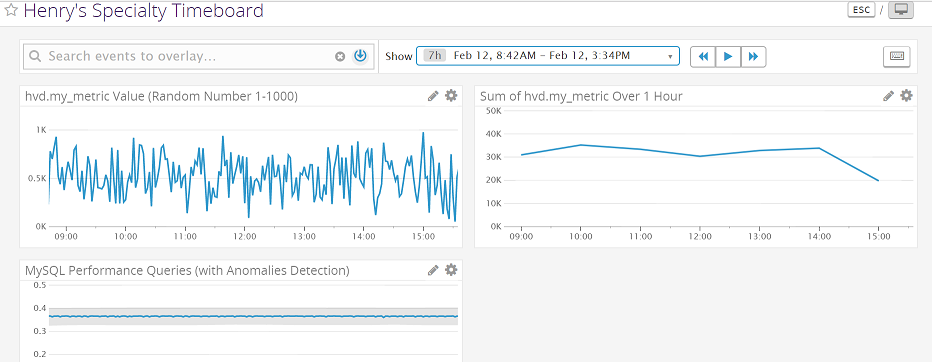 Henry's Specialty Timeboard
ESC /
Search events to overlay...
Show 7h Feb 12, 8:42AM - Feb 12, 3:34PM
hvd.my_metric Value (Random Number 1-1000)
1K
0.5K
0K
09:00 10:00 11:00 12:00 13:00 14:00 15:00
Sum of hvd.my_metric Over 1 Hour
50K
40K
30K
20K
10K
0K
09:00 10:00 11:00 12:00 13:00 14:00 15:00
MySQL Performance Queries (with Anomalies Detection)
0.5
0.4
0.3
0.2